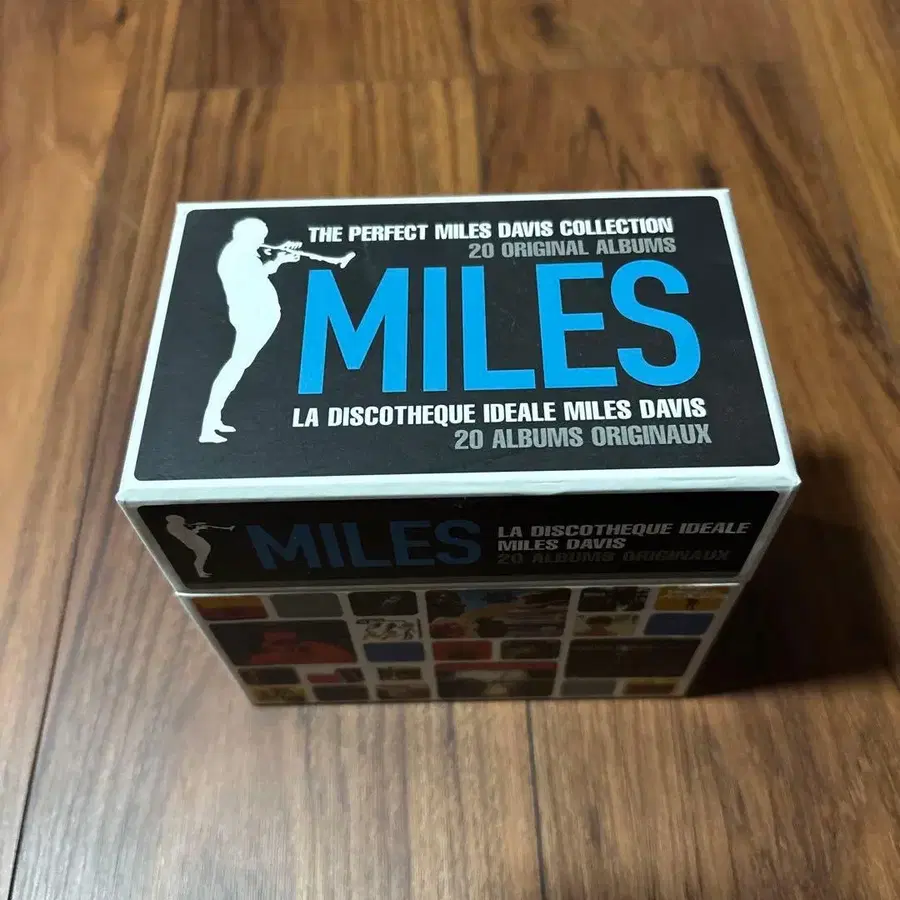 THE PERFECT MILES DAVIS COLLECTION
20 ORIGINAL ALBUMS
MILES
LA DISCOTHEQUE IDEALE MILES DAVIS
20 ALBUMS ORIGINAUX
MILES
LA DISCOTHEQUE IDEALE
MILES DAVIS
20 ALBUMS ORIGINAUX